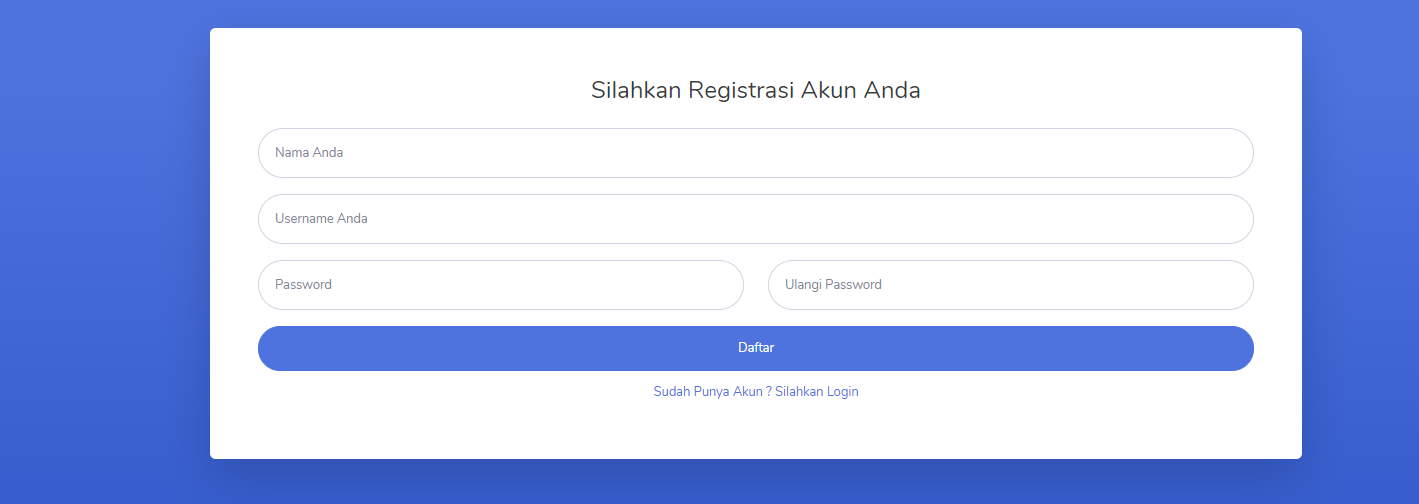 Silahkan Registrasi Akun Anda
Nama Anda
Username Anda
Password
Ulangi Password
Daftar
Sudah Punya Akun ? Silahkan Login